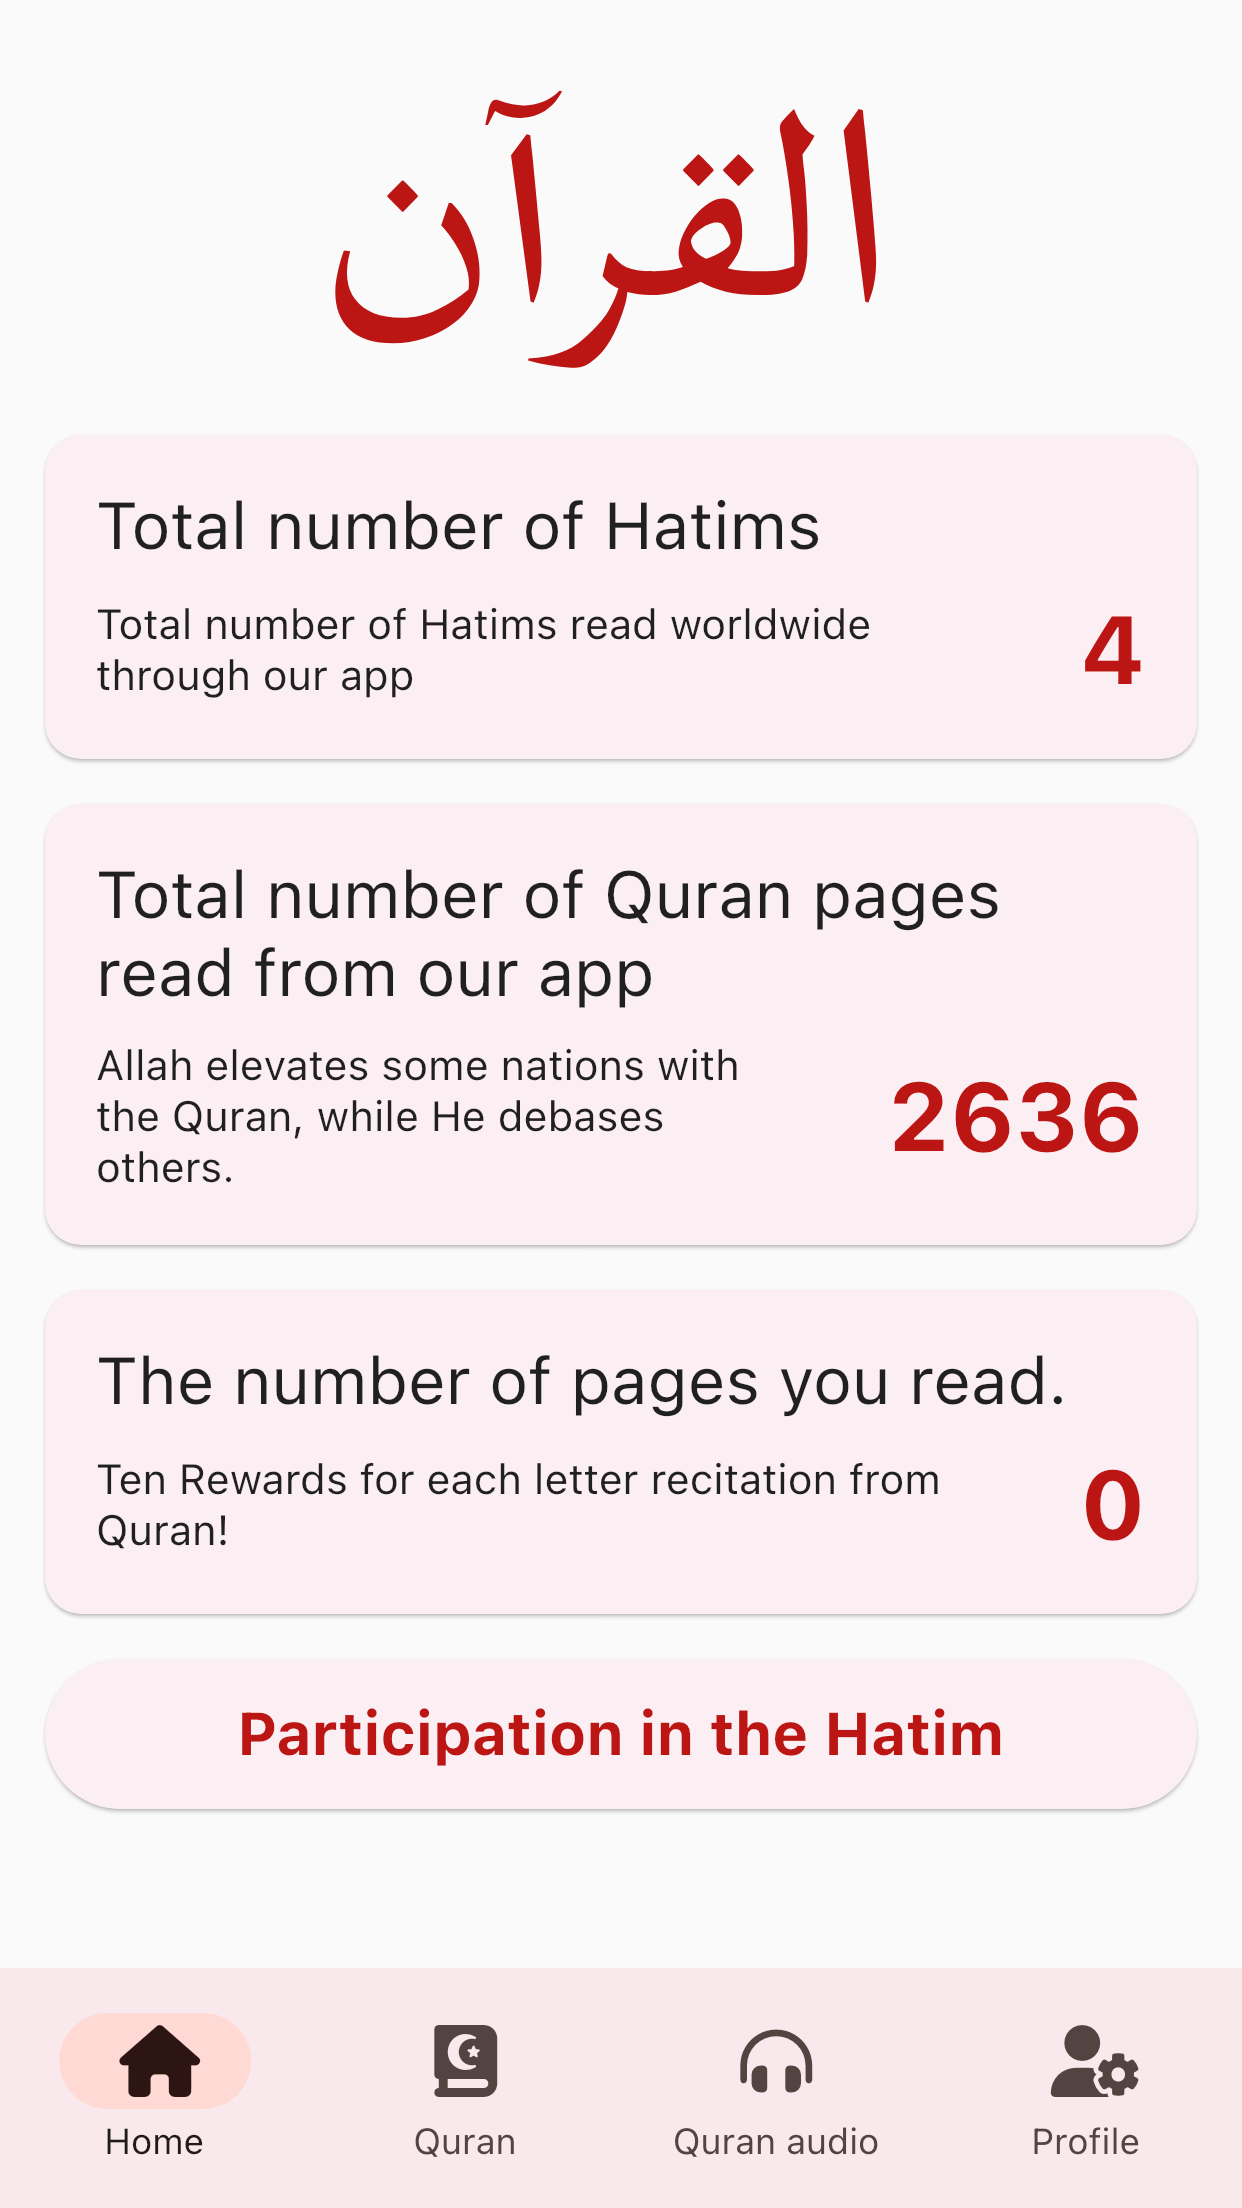 القرآن
Total number of Hatims
Total number of Hatims read worldwide
through our app
4
Total number of Quran pages
read from our app
Allah elevates some nations with
the Quran, while He debases
others.
2636
The number of pages you read.
Ten Rewards for each letter recitation from
Quran!
0
Participation in the Hatim
Home
Quran
Quran audio
Profile